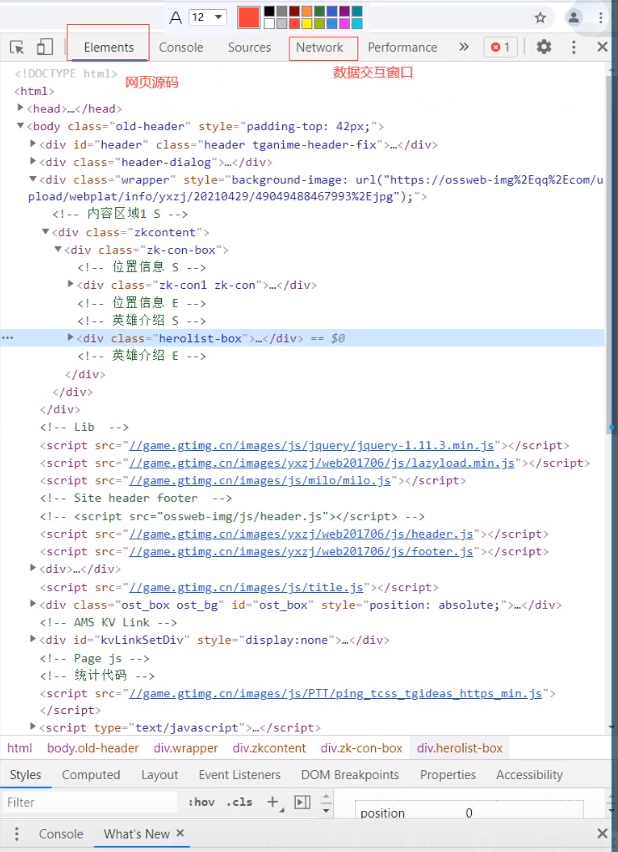 A 12
Elements Console Sources Network Performance » 1
<!DOCTYPE html> 网页源码 数据交互窗口
<html>
<head>…</head>
<body class="old-header" style="padding-top: 42px;">
<div id="header" class="header tganime-header-fix">…</div>
<div class="header-dialog">…</div>
<div class="wrapper" style="background-image: url("https://ossweb-img%2Eqq%2Ecom/u
pload/webplat/info/yxzj/20210429/49049488467993%2Ejpg");">
<!-- 内容区域1 S -->
<div class="zkcontent">
<div class="zk-con-box">
<!-- 位置信息 S -->
<div class="zk-con1 zk-con">…</div>
<!-- 位置信息 E -->
<!-- 英雄介绍 S -->
<div class="herolist-box">…</div> == $0
<!-- 英雄介绍 E -->
</div>
</div>
</div>
<!-- Lib -->
<script src="//game.gtimg.cn/images/js/jquery/jquery-1.11.3.min.js"></script>
<script src="//game.gtimg.cn/images/yxzj/web201706/js/lazyload.min.js"></script>
<script src="//game.gtimg.cn/images/js/milo/milo.js"></script>
<!-- Site header footer -->
<!-- <script src="ossweb-img/js/header.js"></script> -->
<script src="//game.gtimg.cn/images/yxzj/web201706/js/header.js"></script>
<script src="//game.gtimg.cn/images/yxzj/web201706/js/footer.js"></script>
<div>…</div>
<script src="//game.gtimg.cn/images/js/title.js"></script>
<div class="ost_box ost_bg" id="ost_box" style="position: absolute;">…</div>
<!-- AMS KV Link -->
<div id="kvLinkSetDiv" style="display:none">…</div>
<!-- Page js -->
<!-- 统计代码 -->
<script src="//game.gtimg.cn/images/js/PTT/ping_tcss_tgideas_https_min.js">
</script>
<script type="text/javascript">…</script>
html body.old-header div.wrapper div.zkcontent div.zk-con-box div.herolist-box
Styles Computed Layout Event Listeners DOM Breakpoints Properties Accessibility
Filter :hov .cls +
position 0
Console What's New ×